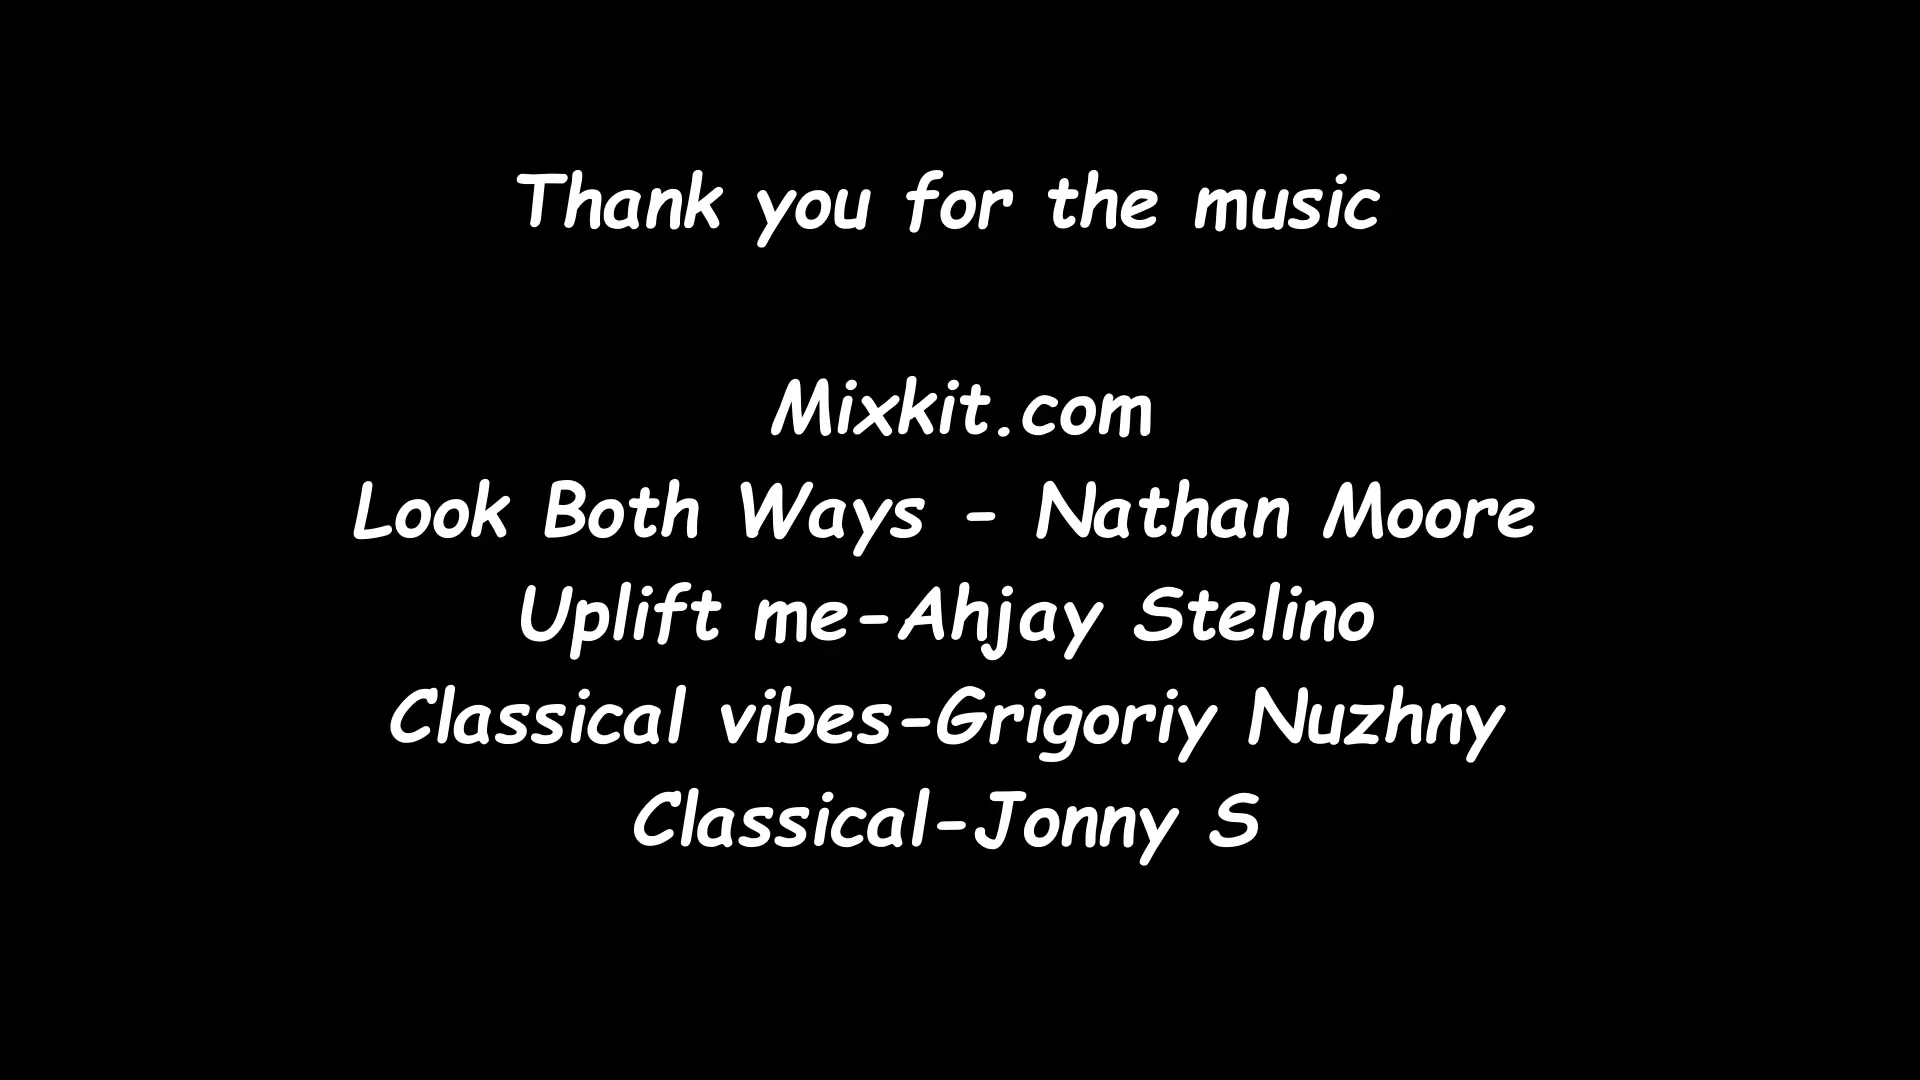 Thank you for the music
Mixkit.com
Look Both Ways - Nathan Moore
Uplift me-Ahjay Stelino
Classical vibes-Grigoriy Nuzhny
Classical-Jonny S